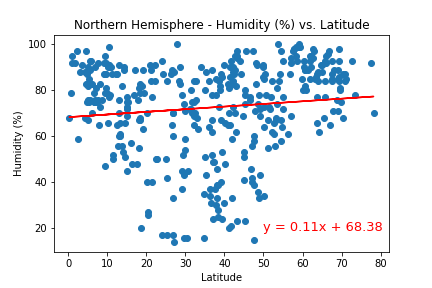 Northern Hemisphere - Humidity (%) vs. Latitude
100
80
60
40
20
Humidity (%)
y = 0.11x + 68.38
0 10 20 30 40 50 60 70 80
Latitude